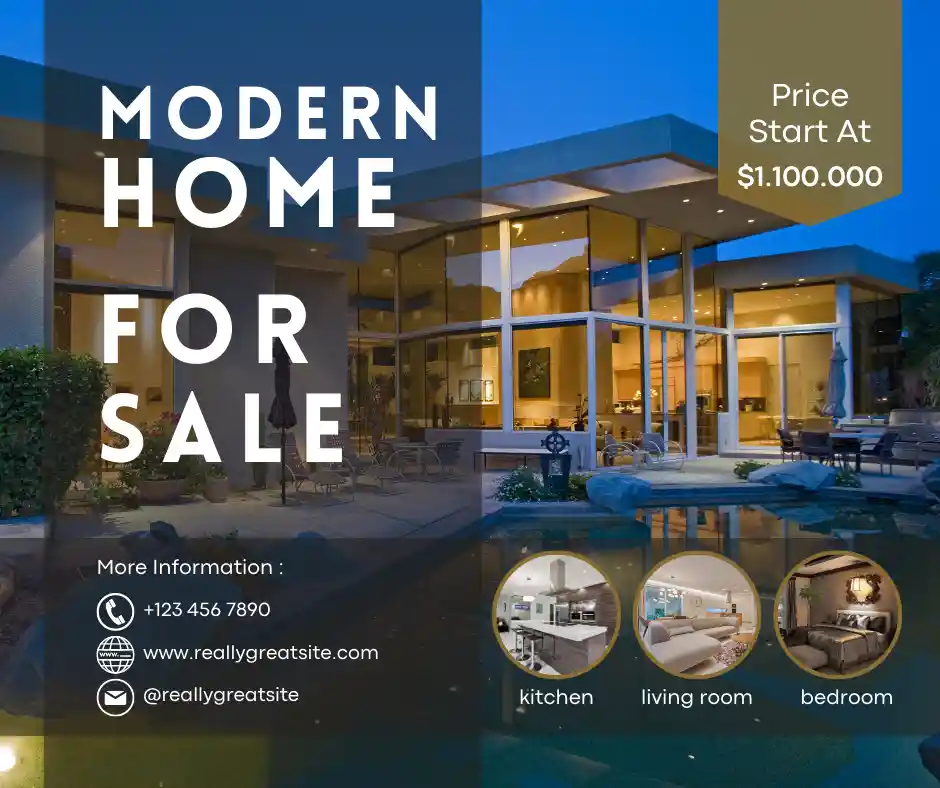 MODERN
HOME
FOR
SALE
Price
Start At
$1.100.000
More Information :
+123 456 7890
www.reallygreatsite.com
@reallygreatsite
kitchen
living room
bedroom